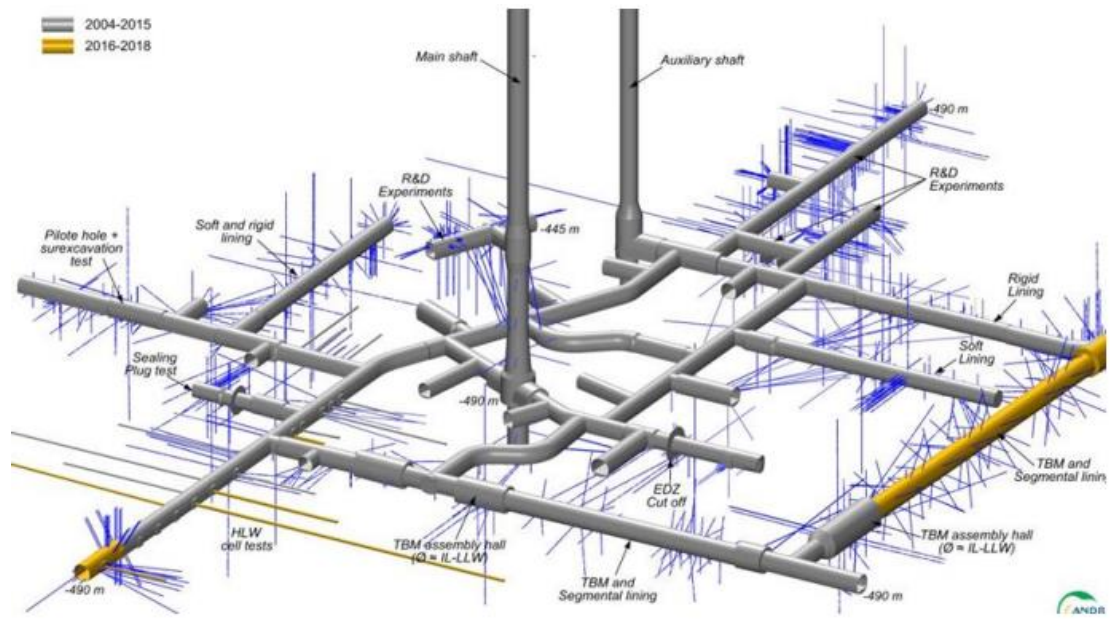 2004-2015
2016-2018
Main shaft
Auxiliary shaft
-490 m
R&D
Experiments
R&D
Experiments
Soft and rigid
lining
-445 m
Pilote hole +
surexcavation
test
Rigid
Lining
Sealing
Plug test
Soft
Lining
-490 m
TBM and
Segmental lining
EDZ
Cut off
HLW
cell tests
TBM assembly hall
(Ø ≈ IL-LLW)
TBM assembly hall
(Ø ≈ IL-LLW)
TBM and
Segmental lining
-490 m
-490 m
ANDR